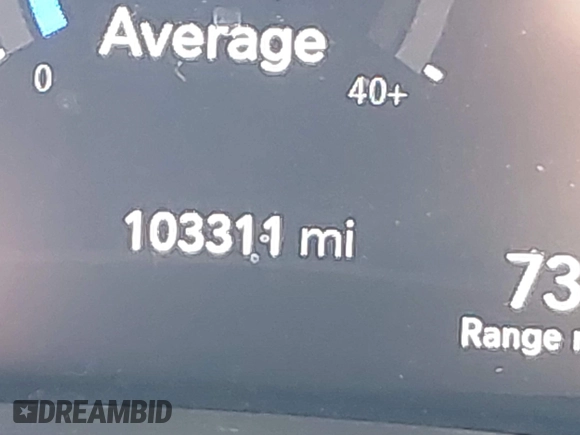 Average
0
40+
103311 mi
73
Range
DREAMBID